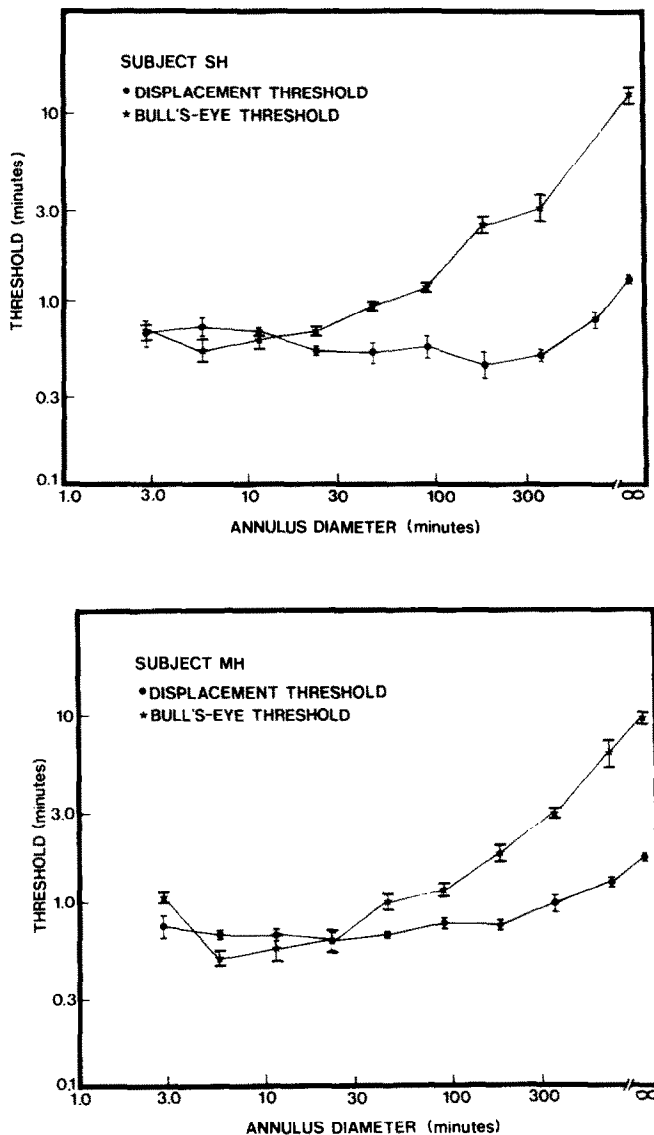 SUBJECT SH
• DISPLACEMENT THRESHOLD
* BULL'S-EYE THRESHOLD
THRESHOLD (minutes)
10
3.0
1.0
0.3
0.1
1.0 3.0 10 30 100 300 ∞
ANNULUS DIAMETER (minutes)
SUBJECT MH
• DISPLACEMENT THRESHOLD
* BULL'S-EYE THRESHOLD
THRESHOLD (minutes)
10
3.0
1.0
0.3
0.1
1.0 3.0 10 30 100 300 ∞
ANNULUS DIAMETER (minutes)